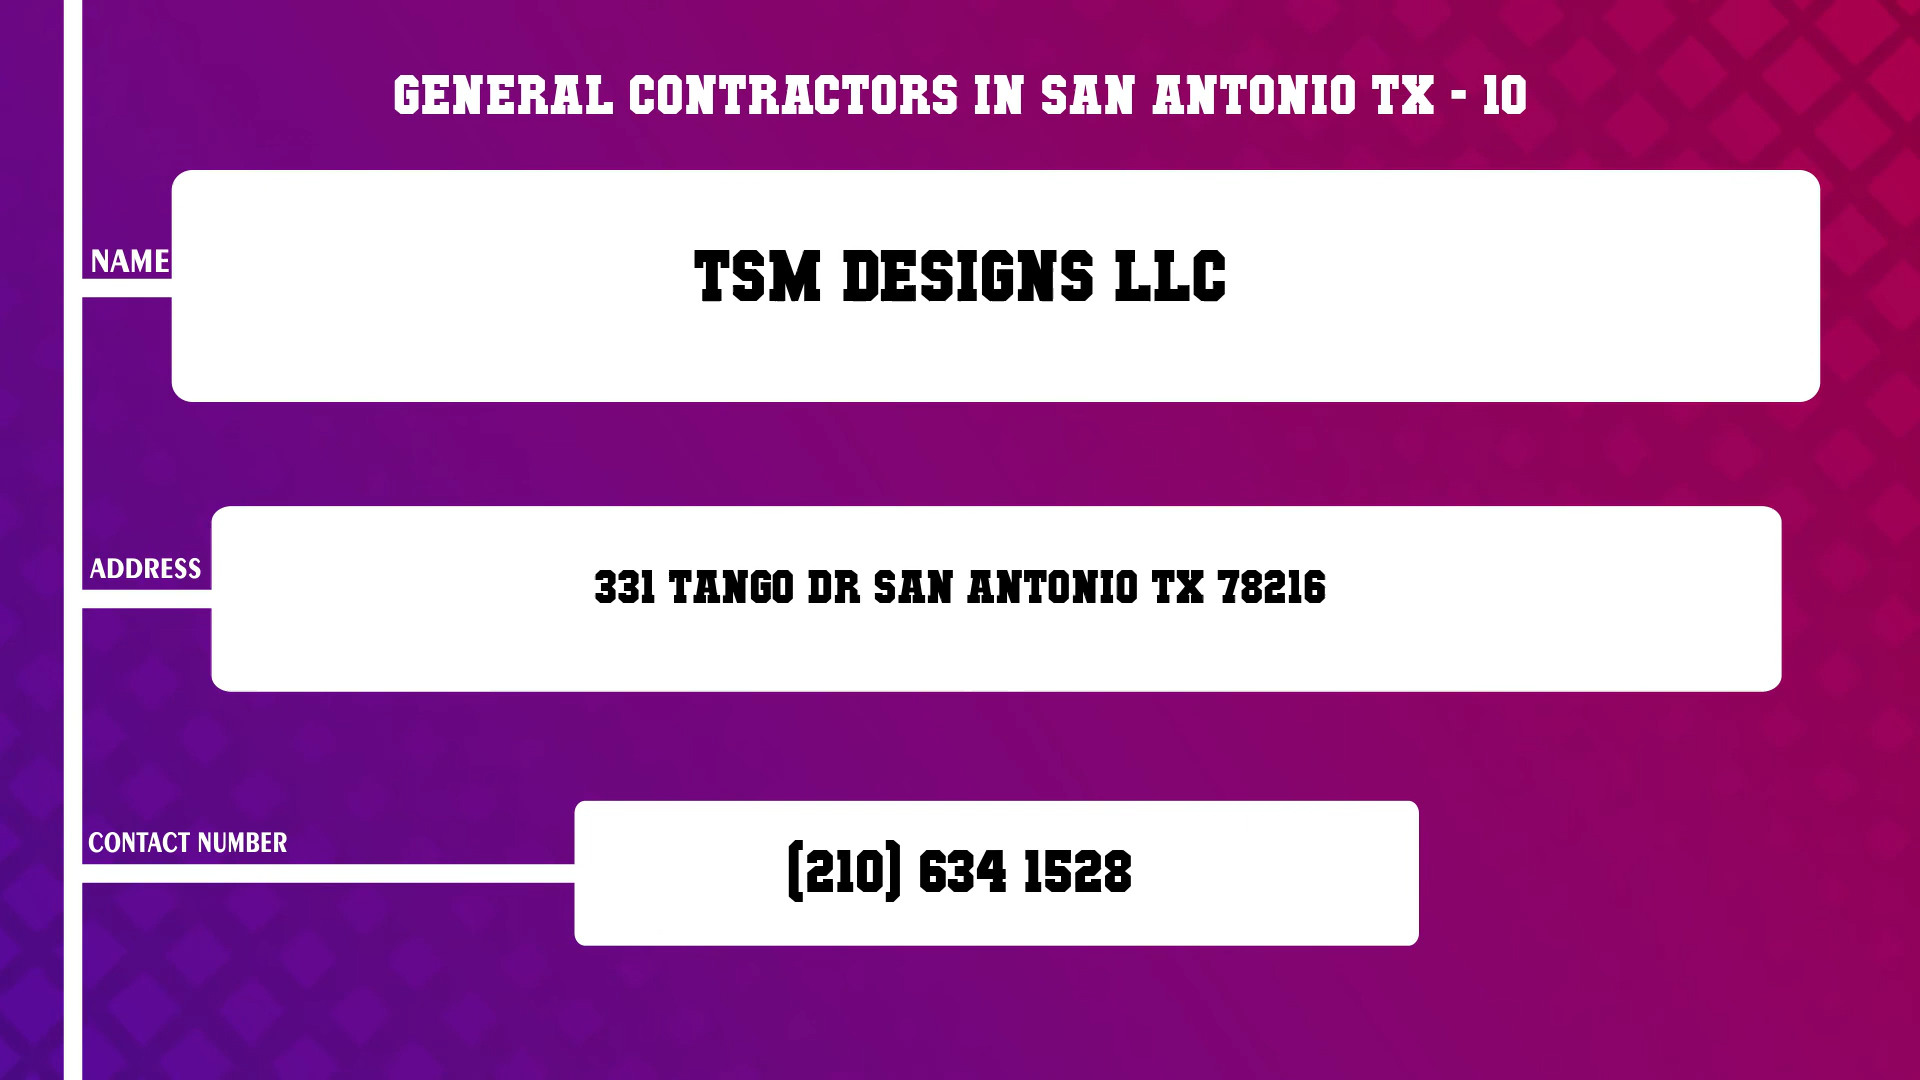 GENERAL CONTRACTORS IN SAN ANTONIO TX - 10
NAME
TSM DESIGNS LLC
ADDRESS
331 TANGO DR SAN ANTONIO TX 78216
CONTACT NUMBER
(210) 634 1528